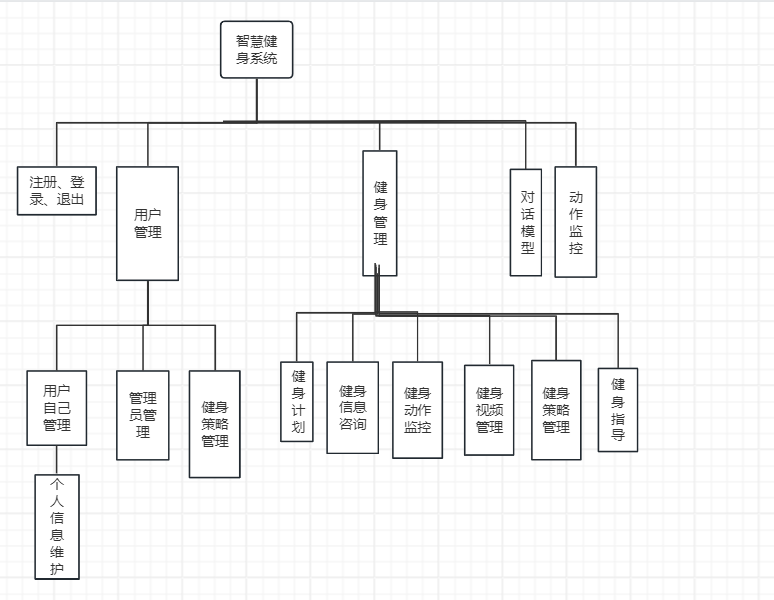 智慧健
身系统
注册、登
录、退出
用户
管理
健
身
管
理
对
话
模
型
动
作
监
控
用户
自己
管理
管理
员管
理
健身
策略
管理
健
身
计
划
健身
信息
咨询
健身
动作
监控
健身
视频
管理
健身
策略
管理
健
身
指
导
个
人
信
息
维
护